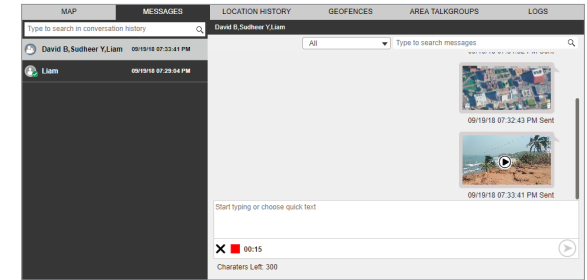 MAP MESSAGES LOCATION HISTORY GEOFENCES AREA TALKGROUPS LOGS
Type to search in conversation history
David B,Sudheer Y,Liam 09/19/18 07:33:41 PM
Liam 09/19/18 07:29:04 PM
David B,Sudheer Y,Liam
All Type to search messages
09/19/18 07:32:43 PM Sent
09/19/18 07:33:41 PM Sent
Start typing or choose quick text
00:15
Charaters Left 300